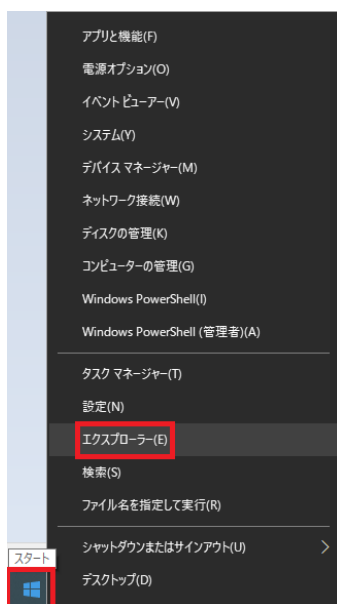 アプリと機能(F)
電源オプション(O)
イベント ビューアー(V)
システム(Y)
デバイス マネージャー(M)
ネットワーク接続(W)
ディスクの管理(K)
コンピューターの管理(G)
Windows PowerShell(I)
Windows PowerShell (管理者)(A)
タスク マネージャー(T)
設定(N)
エクスプローラー(E)
検索(S)
ファイル名を指定して実行(R)
シャットダウンまたはサインアウト(U)
デスクトップ(D)
スタート